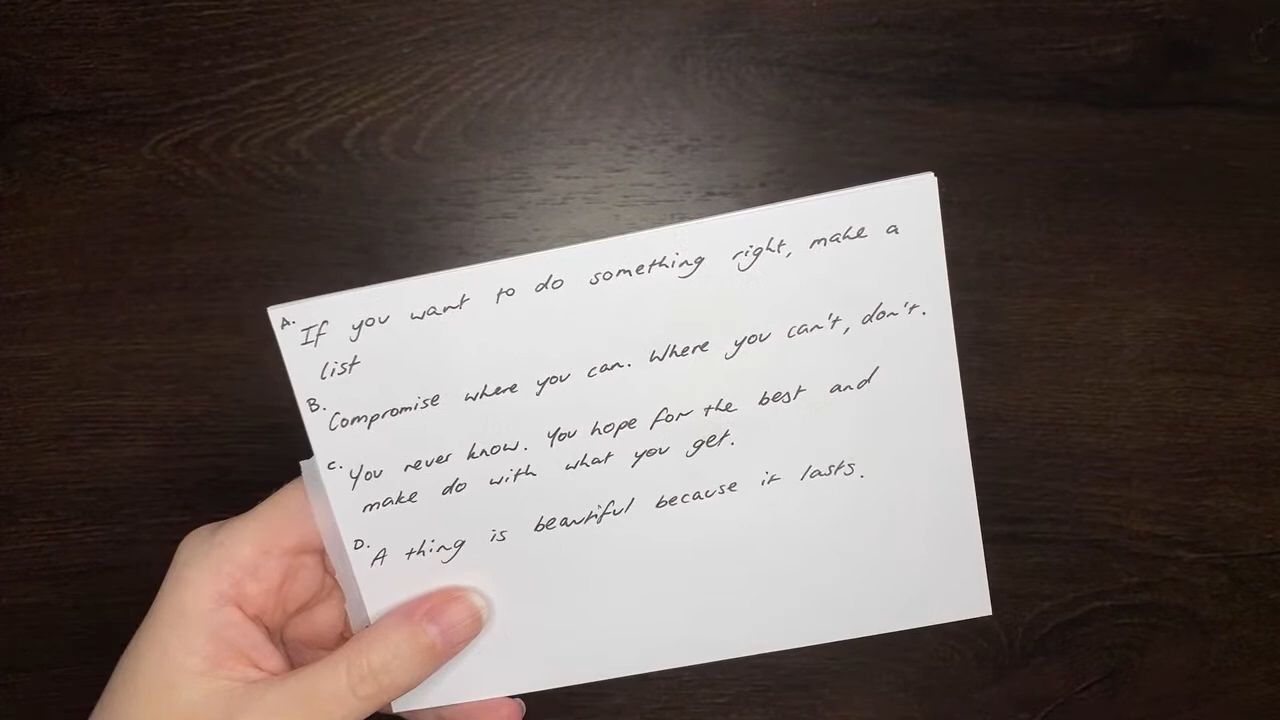 A. If you want to do something right, make a
list
B. Compromise where you can. Where you can't, don't.
C. You never know. You hope for the best and
make do with what you get.
D. A thing is beautiful because it lasts.